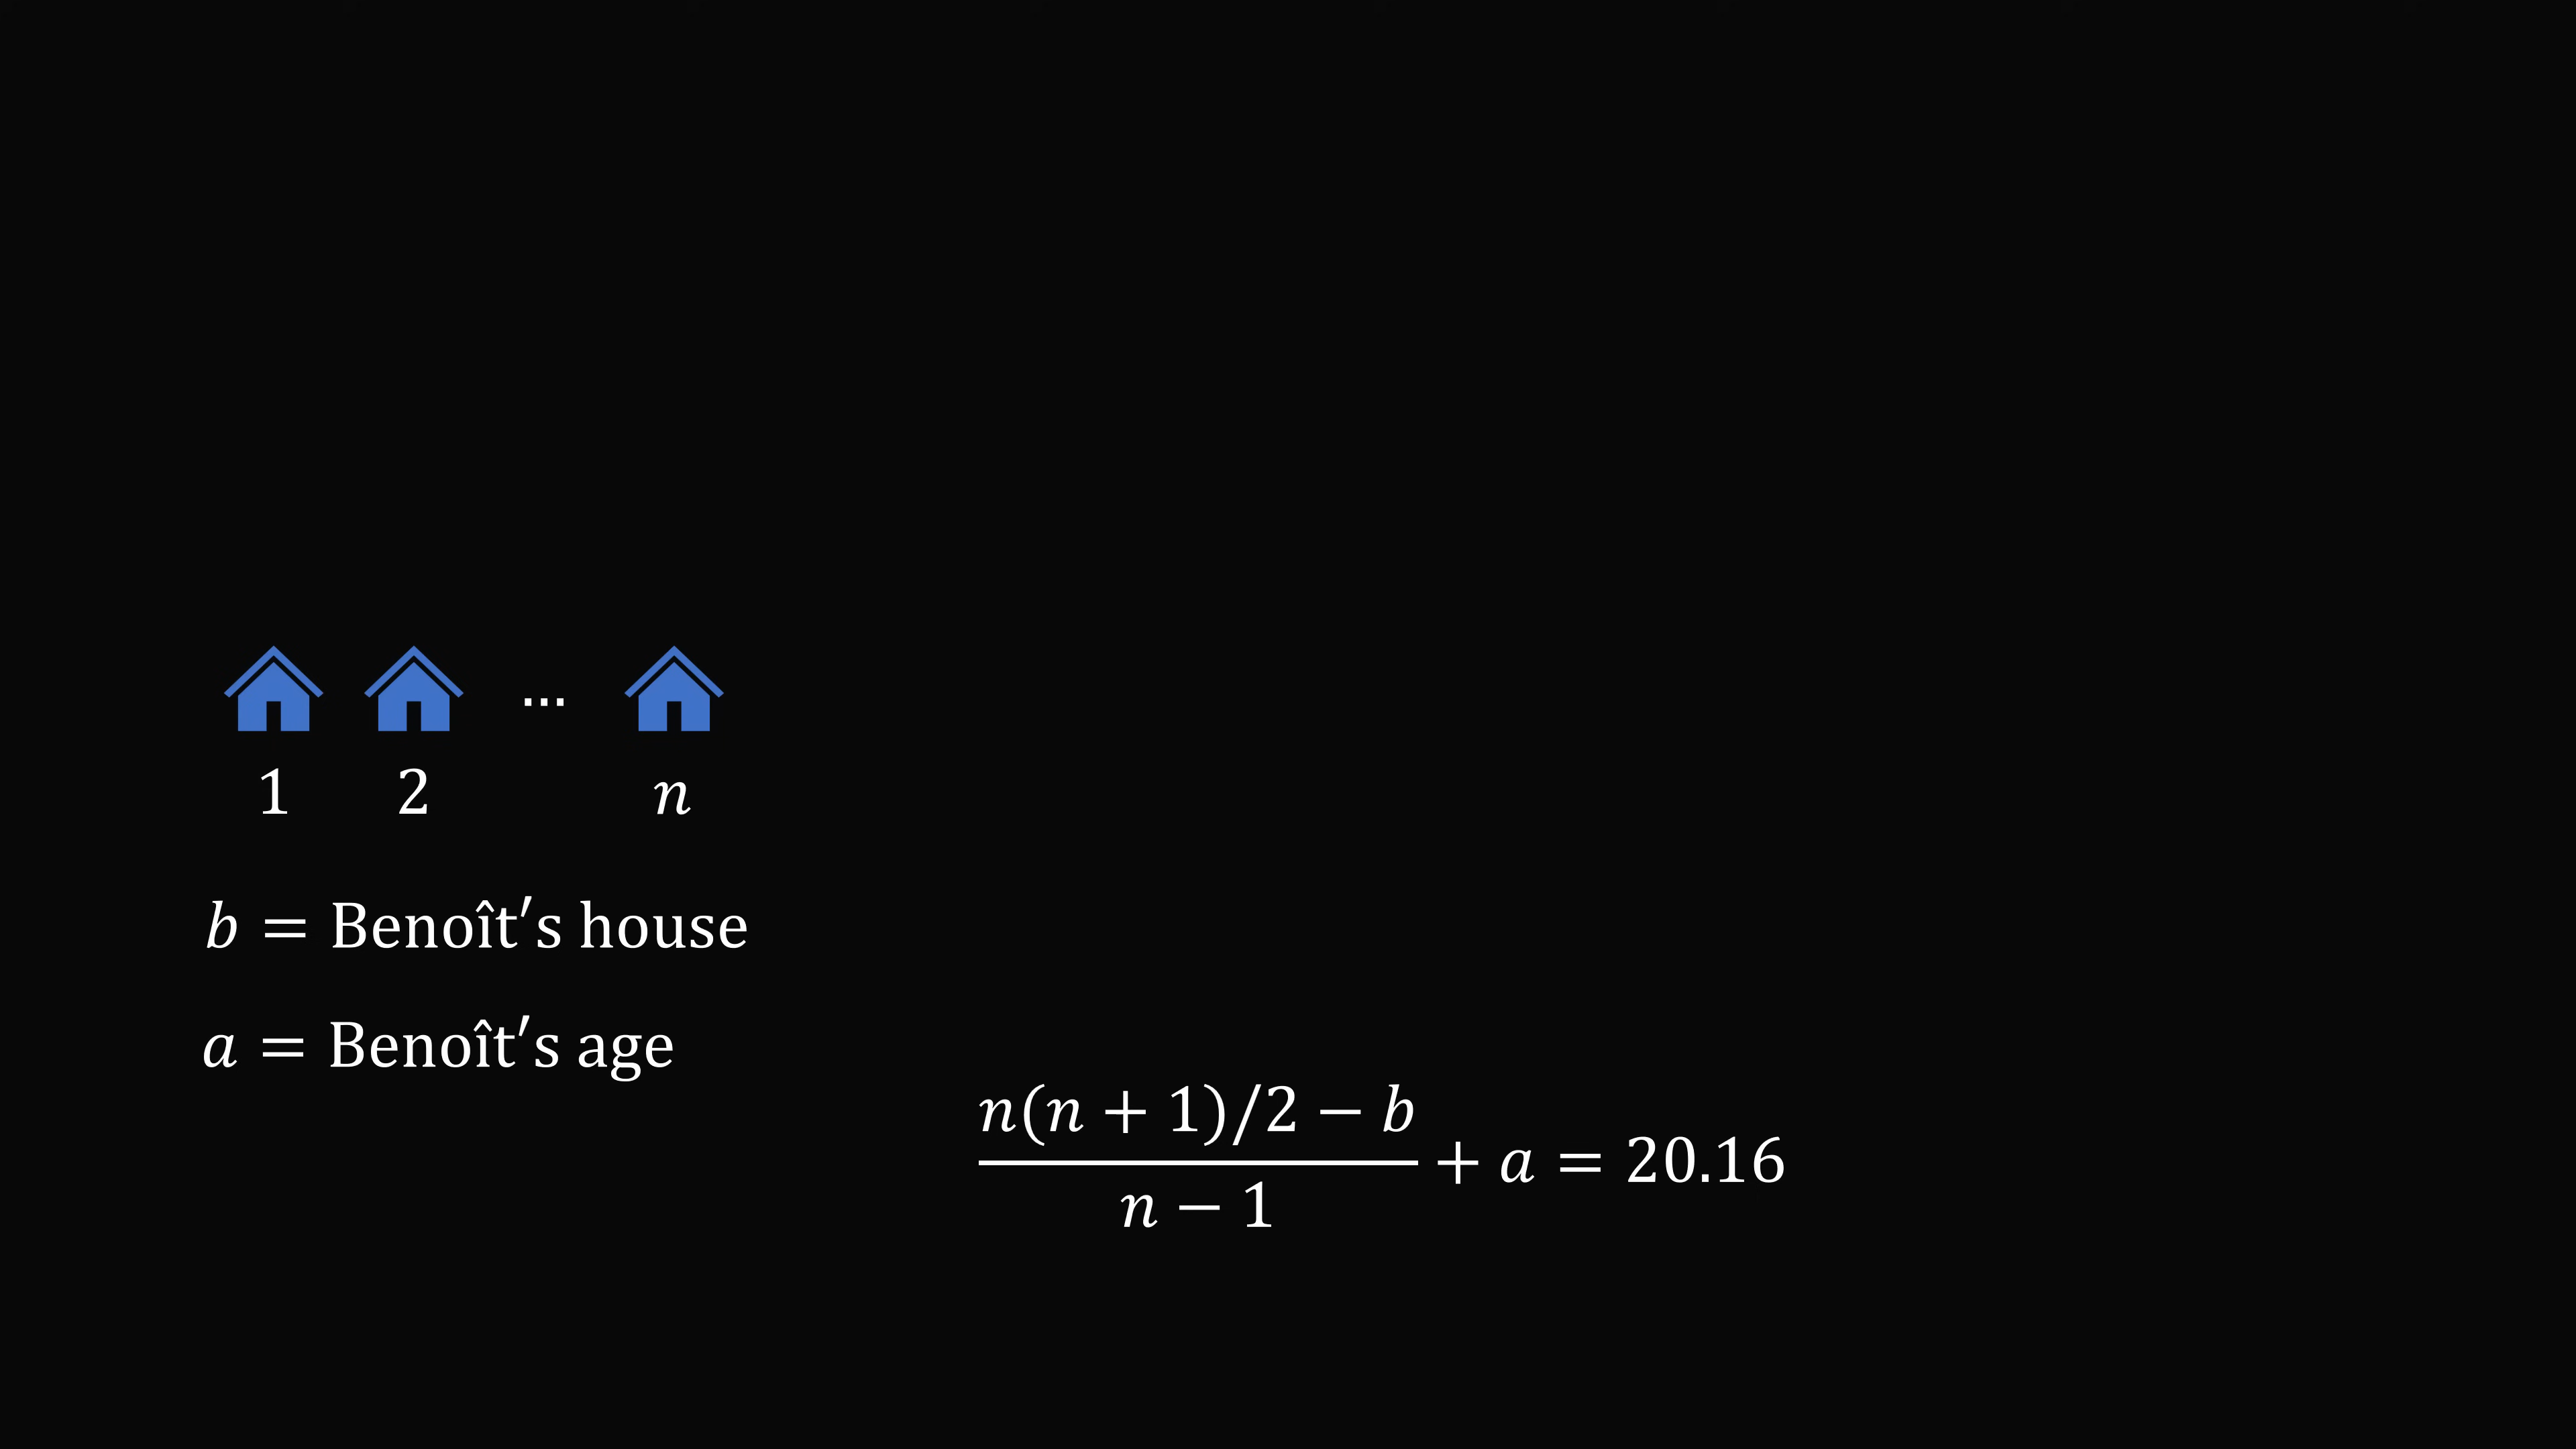 1 2 ... n
b = Benoît′s house
a = Benoît′s age
n(n + 1)/2 − b
n − 1
+ a = 20.16